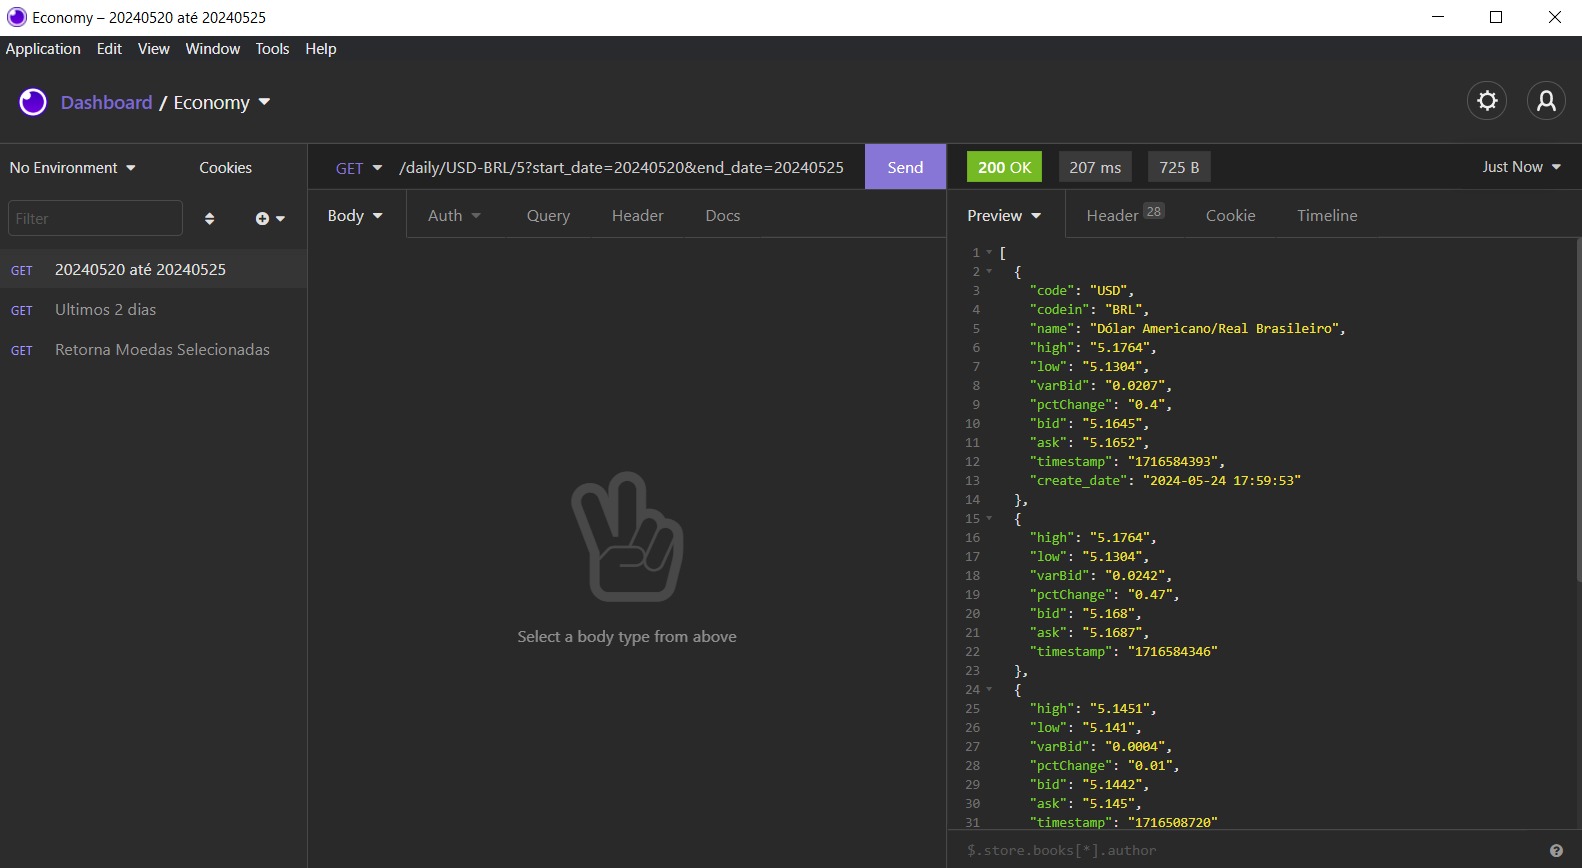 Economy – 20240520 até 20240525
Application Edit View Window Tools Help
Dashboard / Economy
No Environment Cookies
GET /daily/USD-BRL/5?start_date=20240520&end_date=20240525 Send
200 OK 207 ms 725 B Just Now
Filter
Body Auth Query Header Docs
Preview Header 28 Cookie Timeline
GET 20240520 até 20240525
GET Ultimos 2 dias
GET Retorna Moedas Selecionadas
Select a body type from above
1 [
2 {
3 "code": "USD",
4 "codein": "BRL",
5 "name": "Dólar Americano/Real Brasileiro",
6 "high": "5.1764",
7 "low": "5.1304",
8 "varBid": "0.0207",
9 "pctChange": "0.4",
10 "bid": "5.1645",
11 "ask": "5.1652",
12 "timestamp": "1716584393",
13 "create_date": "2024-05-24 17:59:53"
14 },
15 {
16 "high": "5.1764",
17 "low": "5.1304",
18 "varBid": "0.0242",
19 "pctChange": "0.47",
20 "bid": "5.168",
21 "ask": "5.1687",
22 "timestamp": "1716584346"
23 },
24 {
25 "high": "5.1451",
26 "low": "5.141",
27 "varBid": "0.0004",
28 "pctChange": "0.01",
29 "bid": "5.1442",
30 "ask": "5.145",
31 "timestamp": "1716508720"
$.store.books[*].author